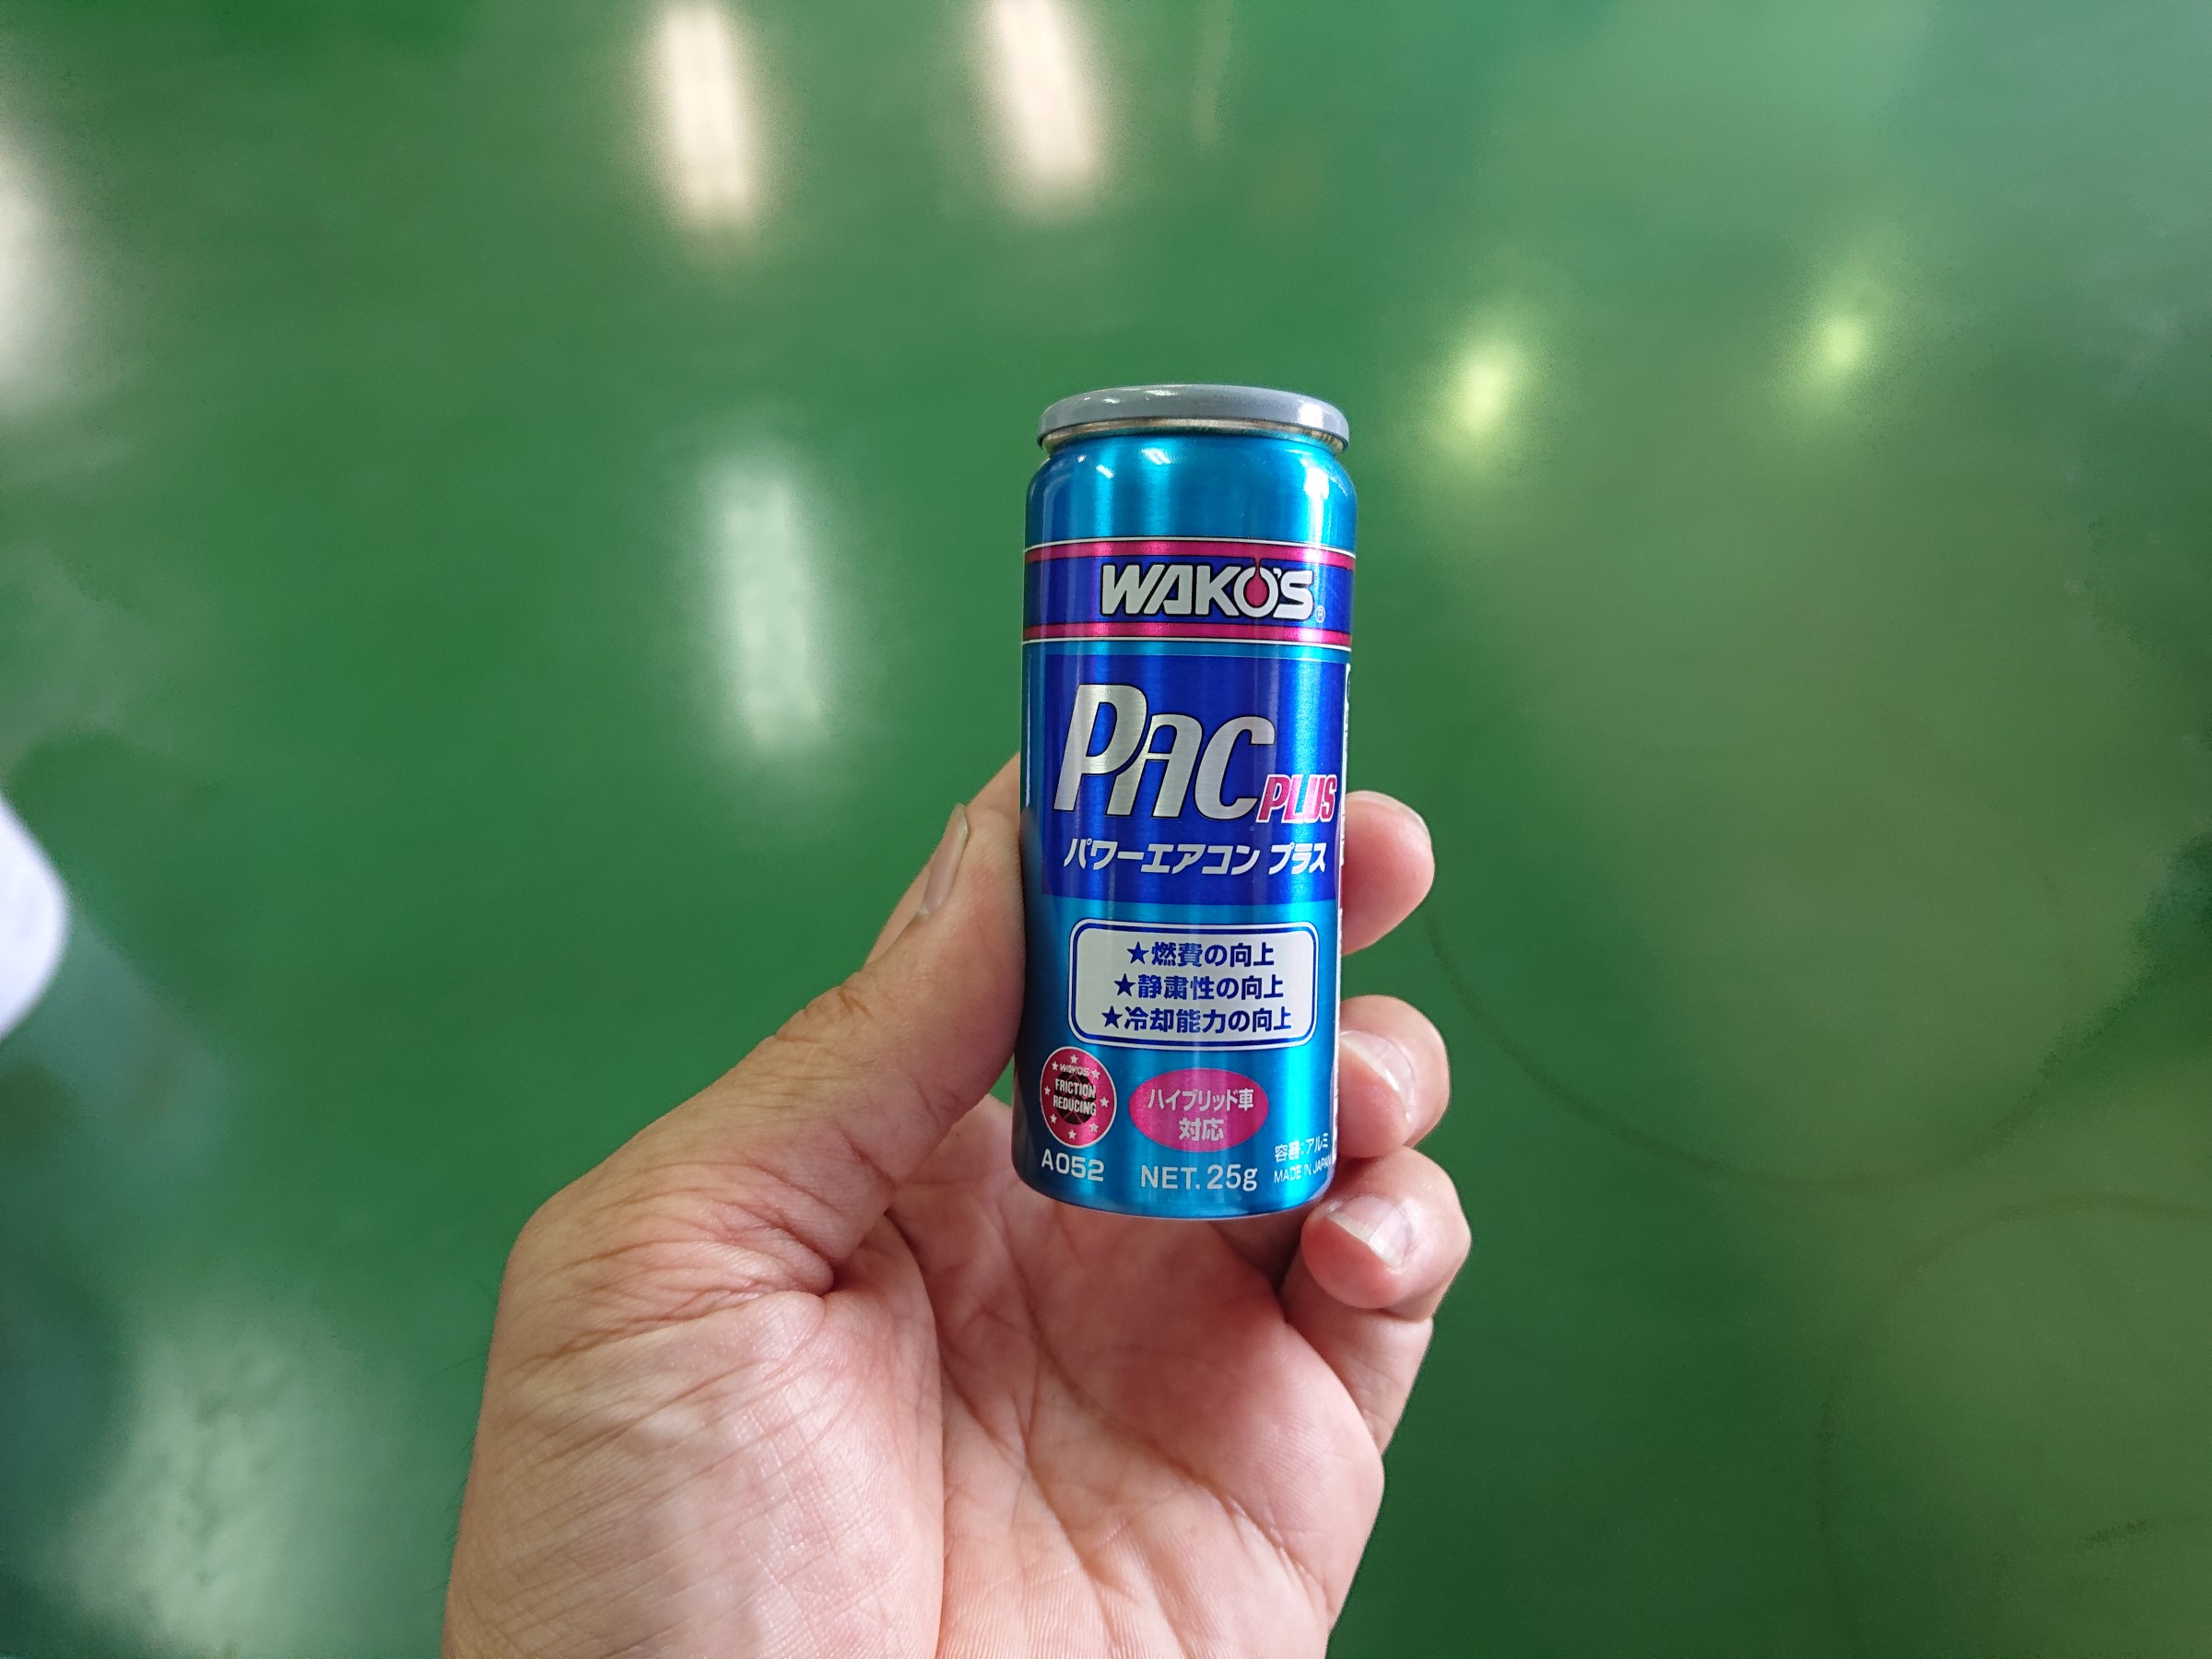 WAKO'S®
PAC PLUS
パワーエアコン プラス
★燃費の向上
★静粛性の向上
★冷却能力の向上
WAKO'S
FRICTION
REDUCING
ハイブリッド車
対応
A052
NET. 25g
容器:アルミ
MADE IN JAPAN